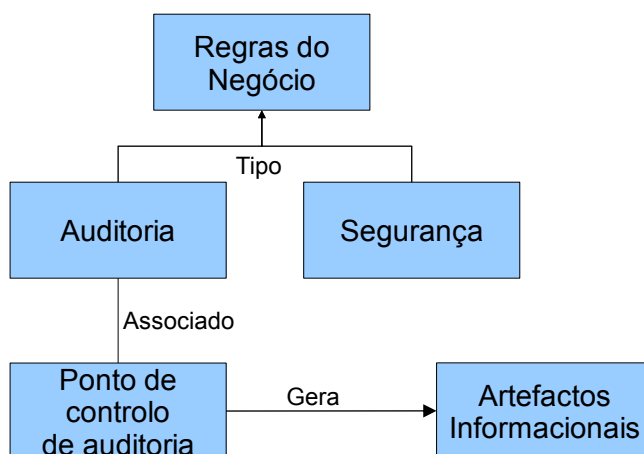 Regras do
Negócio
Tipo
Auditoria
Segurança
Associado
Ponto de
controlo
de auditoria
Gera
Artefactos
Informacionais